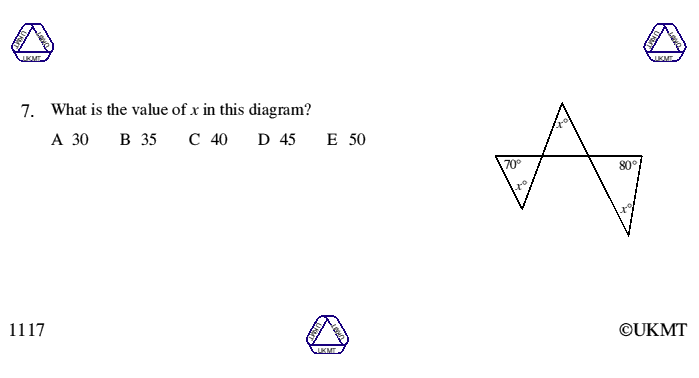 UKMT UKMT UKMT
UKMT UKMT UKMT
7. What is the value of x in this diagram?
A 30 B 35 C 40 D 45 E 50
x°
70° 80°
x°
x°
1117
UKMT UKMT UKMT
©UKMT